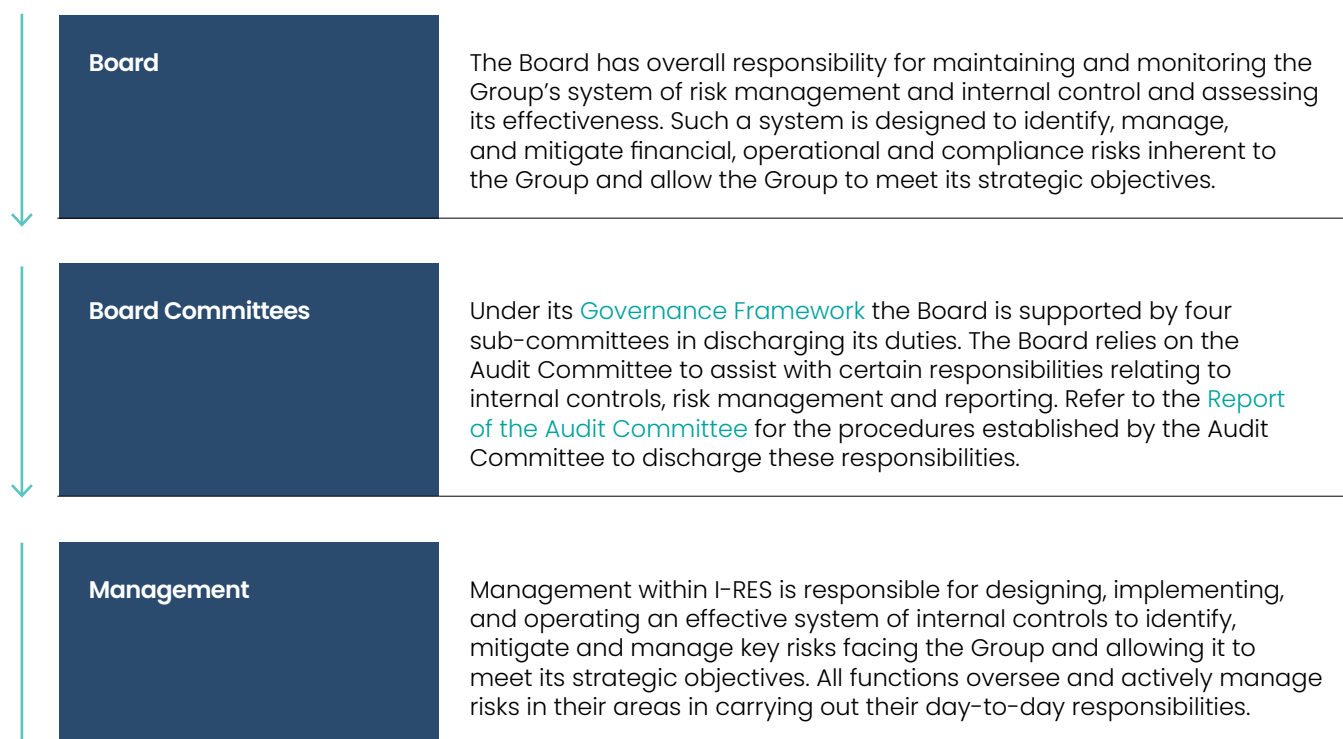 Board
The Board has overall responsibility for maintaining and monitoring the
Group’s system of risk management and internal control and assessing
its effectiveness. Such a system is designed to identify, manage,
and mitigate financial, operational and compliance risks inherent to
the Group and allow the Group to meet its strategic objectives.
Board Committees
Under its Governance Framework the Board is supported by four
sub-committees in discharging its duties. The Board relies on the
Audit Committee to assist with certain responsibilities relating to
internal controls, risk management and reporting. Refer to the Report
of the Audit Committee for the procedures established by the Audit
Committee to discharge these responsibilities.
Management
Management within I-RES is responsible for designing, implementing,
and operating an effective system of internal controls to identify,
mitigate and manage key risks facing the Group and allowing it to
meet its strategic objectives. All functions oversee and actively manage
risks in their areas in carrying out their day-to-day responsibilities.